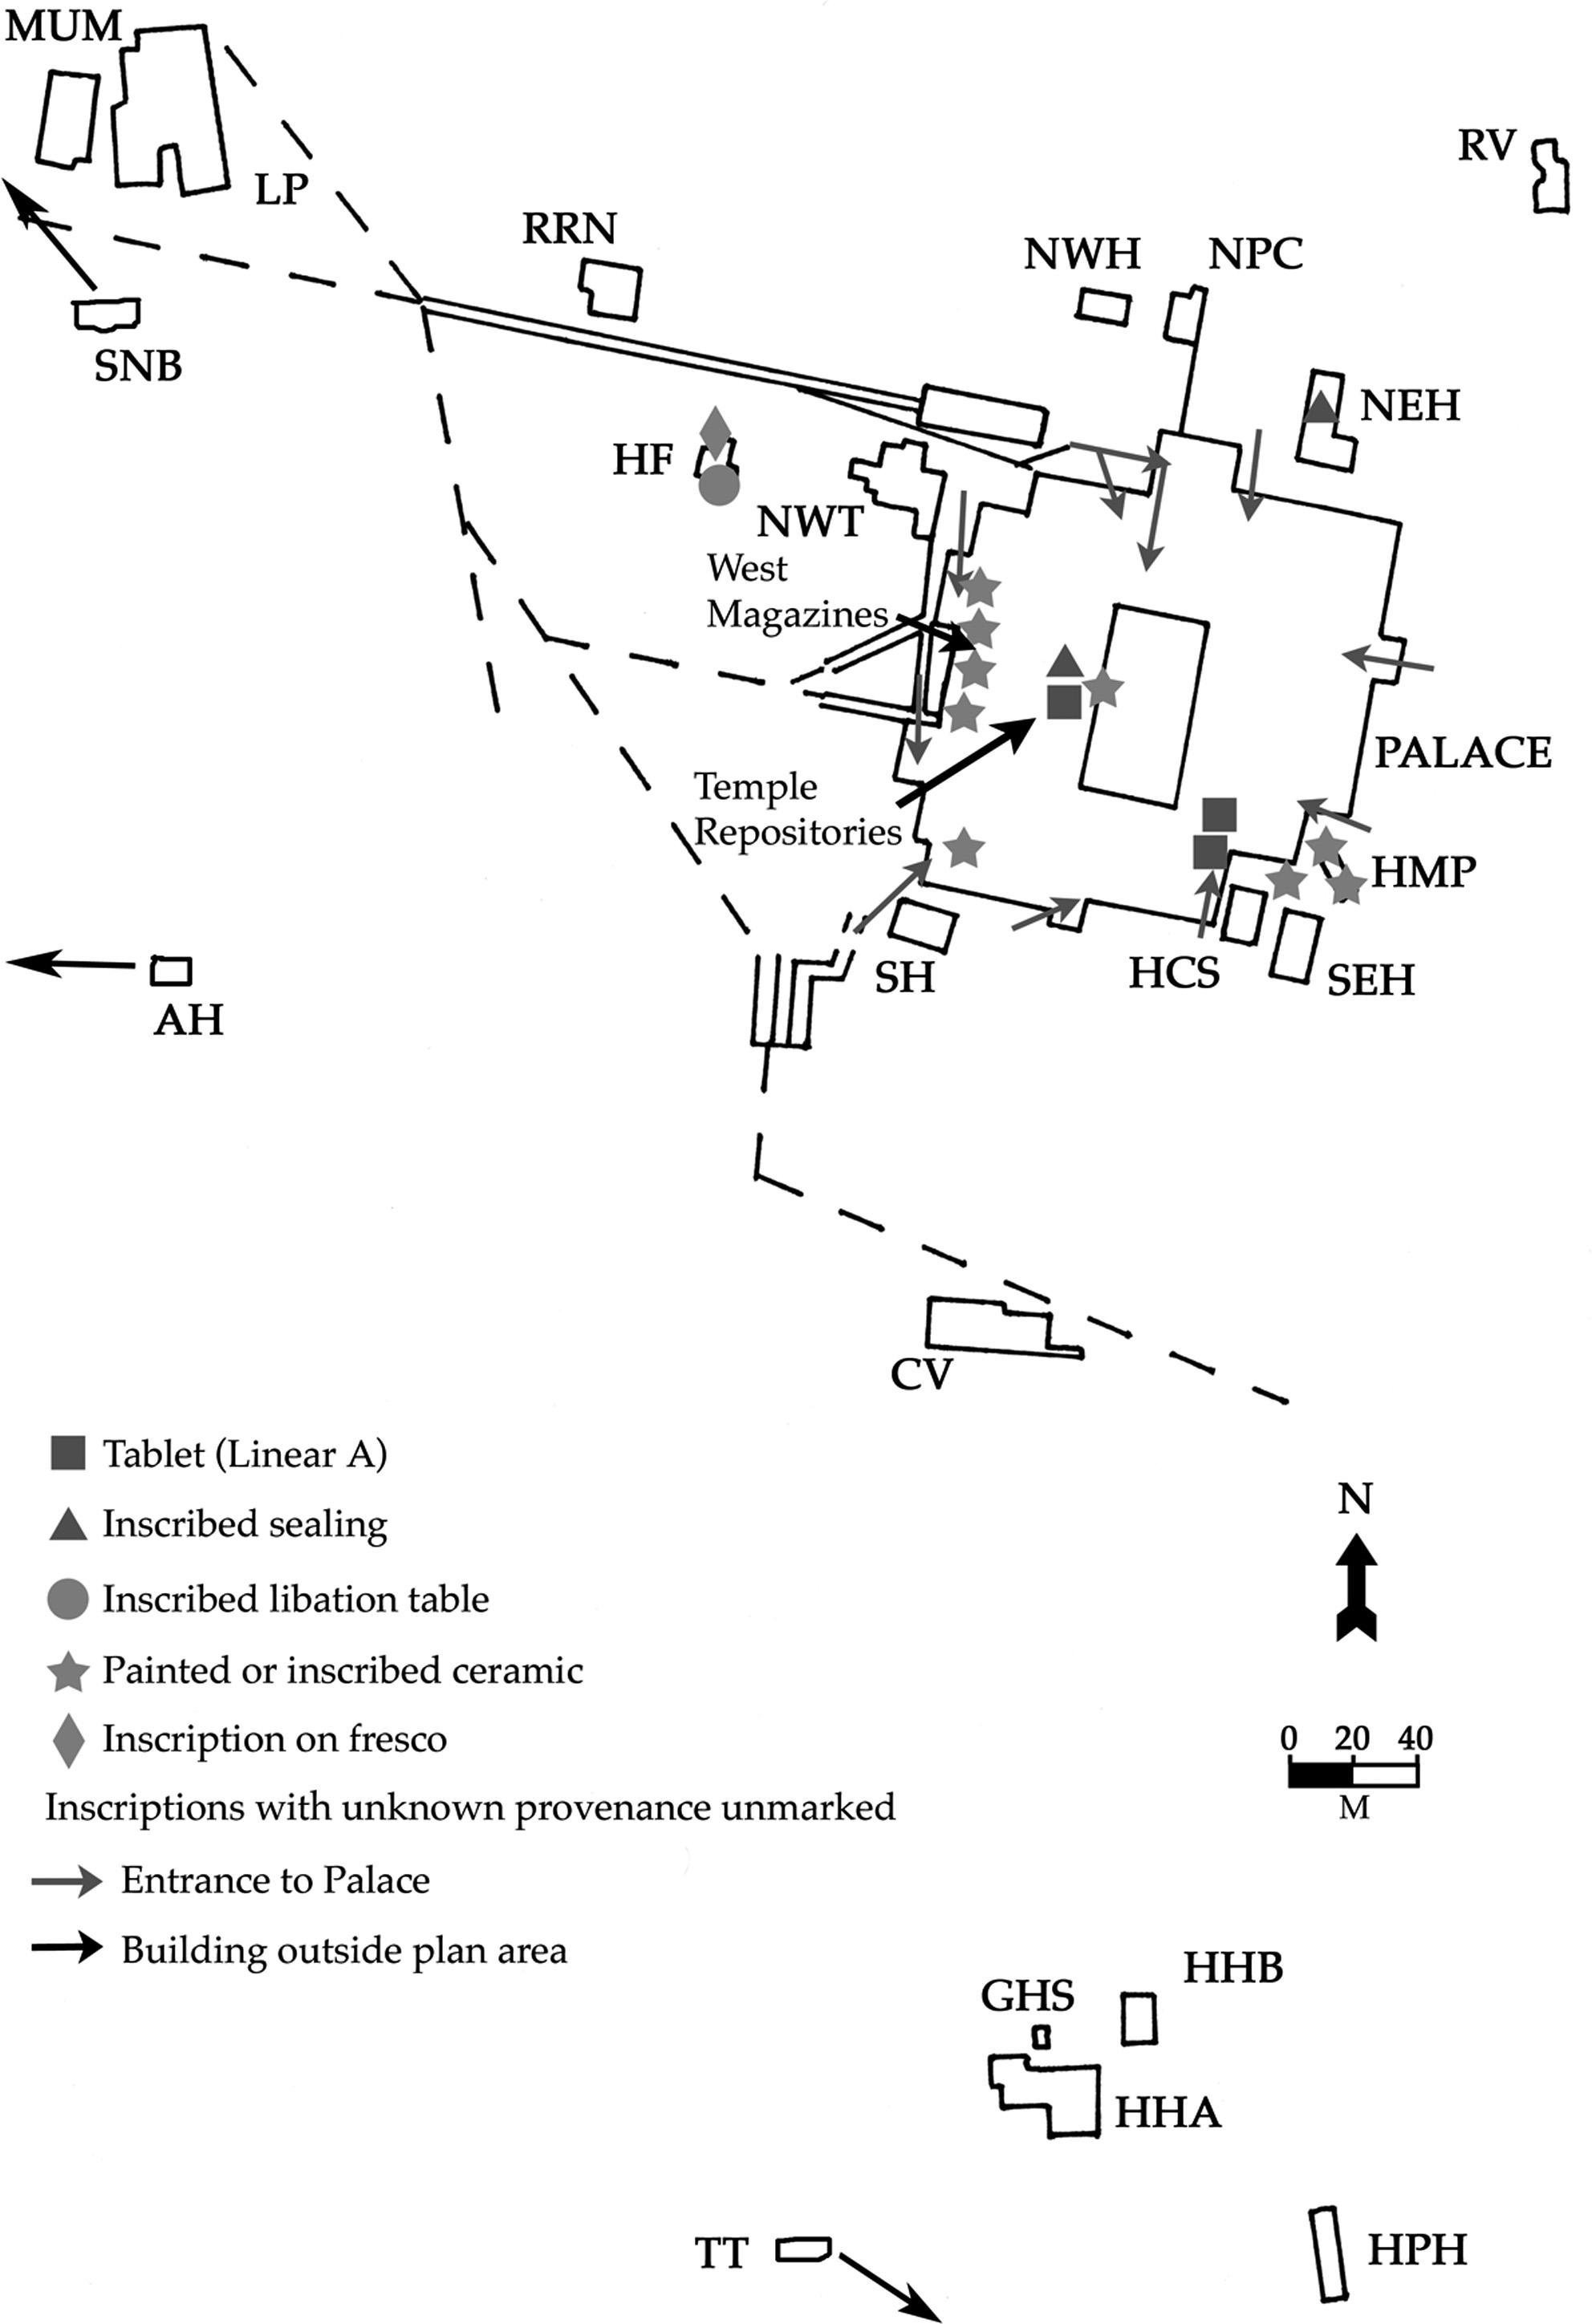 MUM
LP
RV
RRN
NWH
NPC
SNB
NEH
HF
NWT
West
Magazines
PALACE
Temple
Repositories
HMP
SH
HCS
SEH
AH
CV
Tablet (Linear A)
Inscribed sealing
Inscribed libation table
Painted or inscribed ceramic
Inscription on fresco
Inscriptions with unknown provenance unmarked
Entrance to Palace
Building outside plan area
N
0 20 40
M
HHB
GHS
HHA
TT
HPH